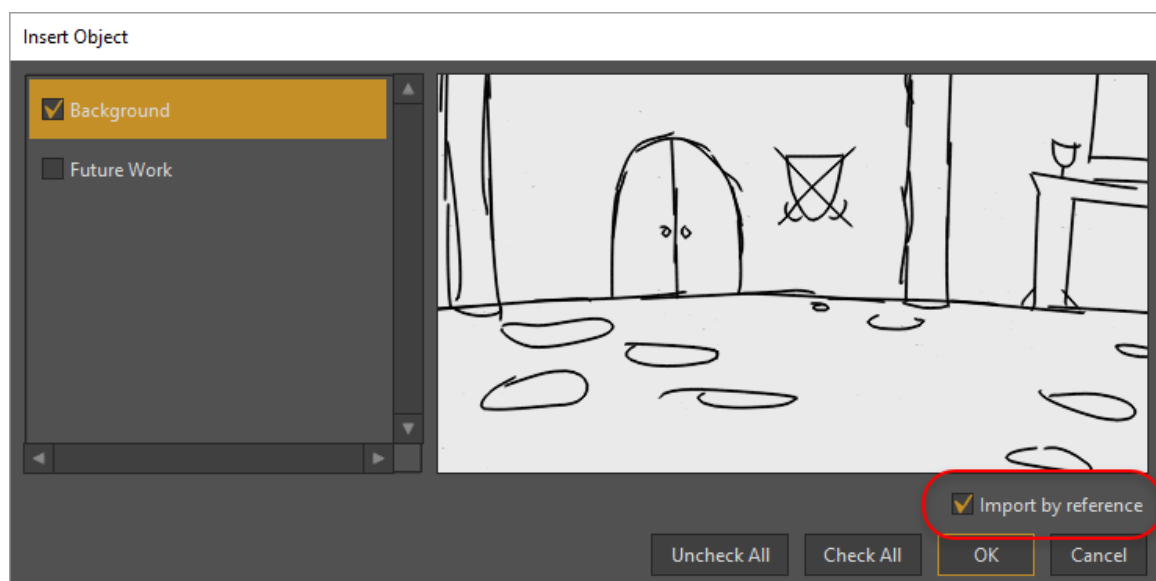 Insert Object
Background
Future Work
Import by reference
Uncheck All Check All OK Cancel